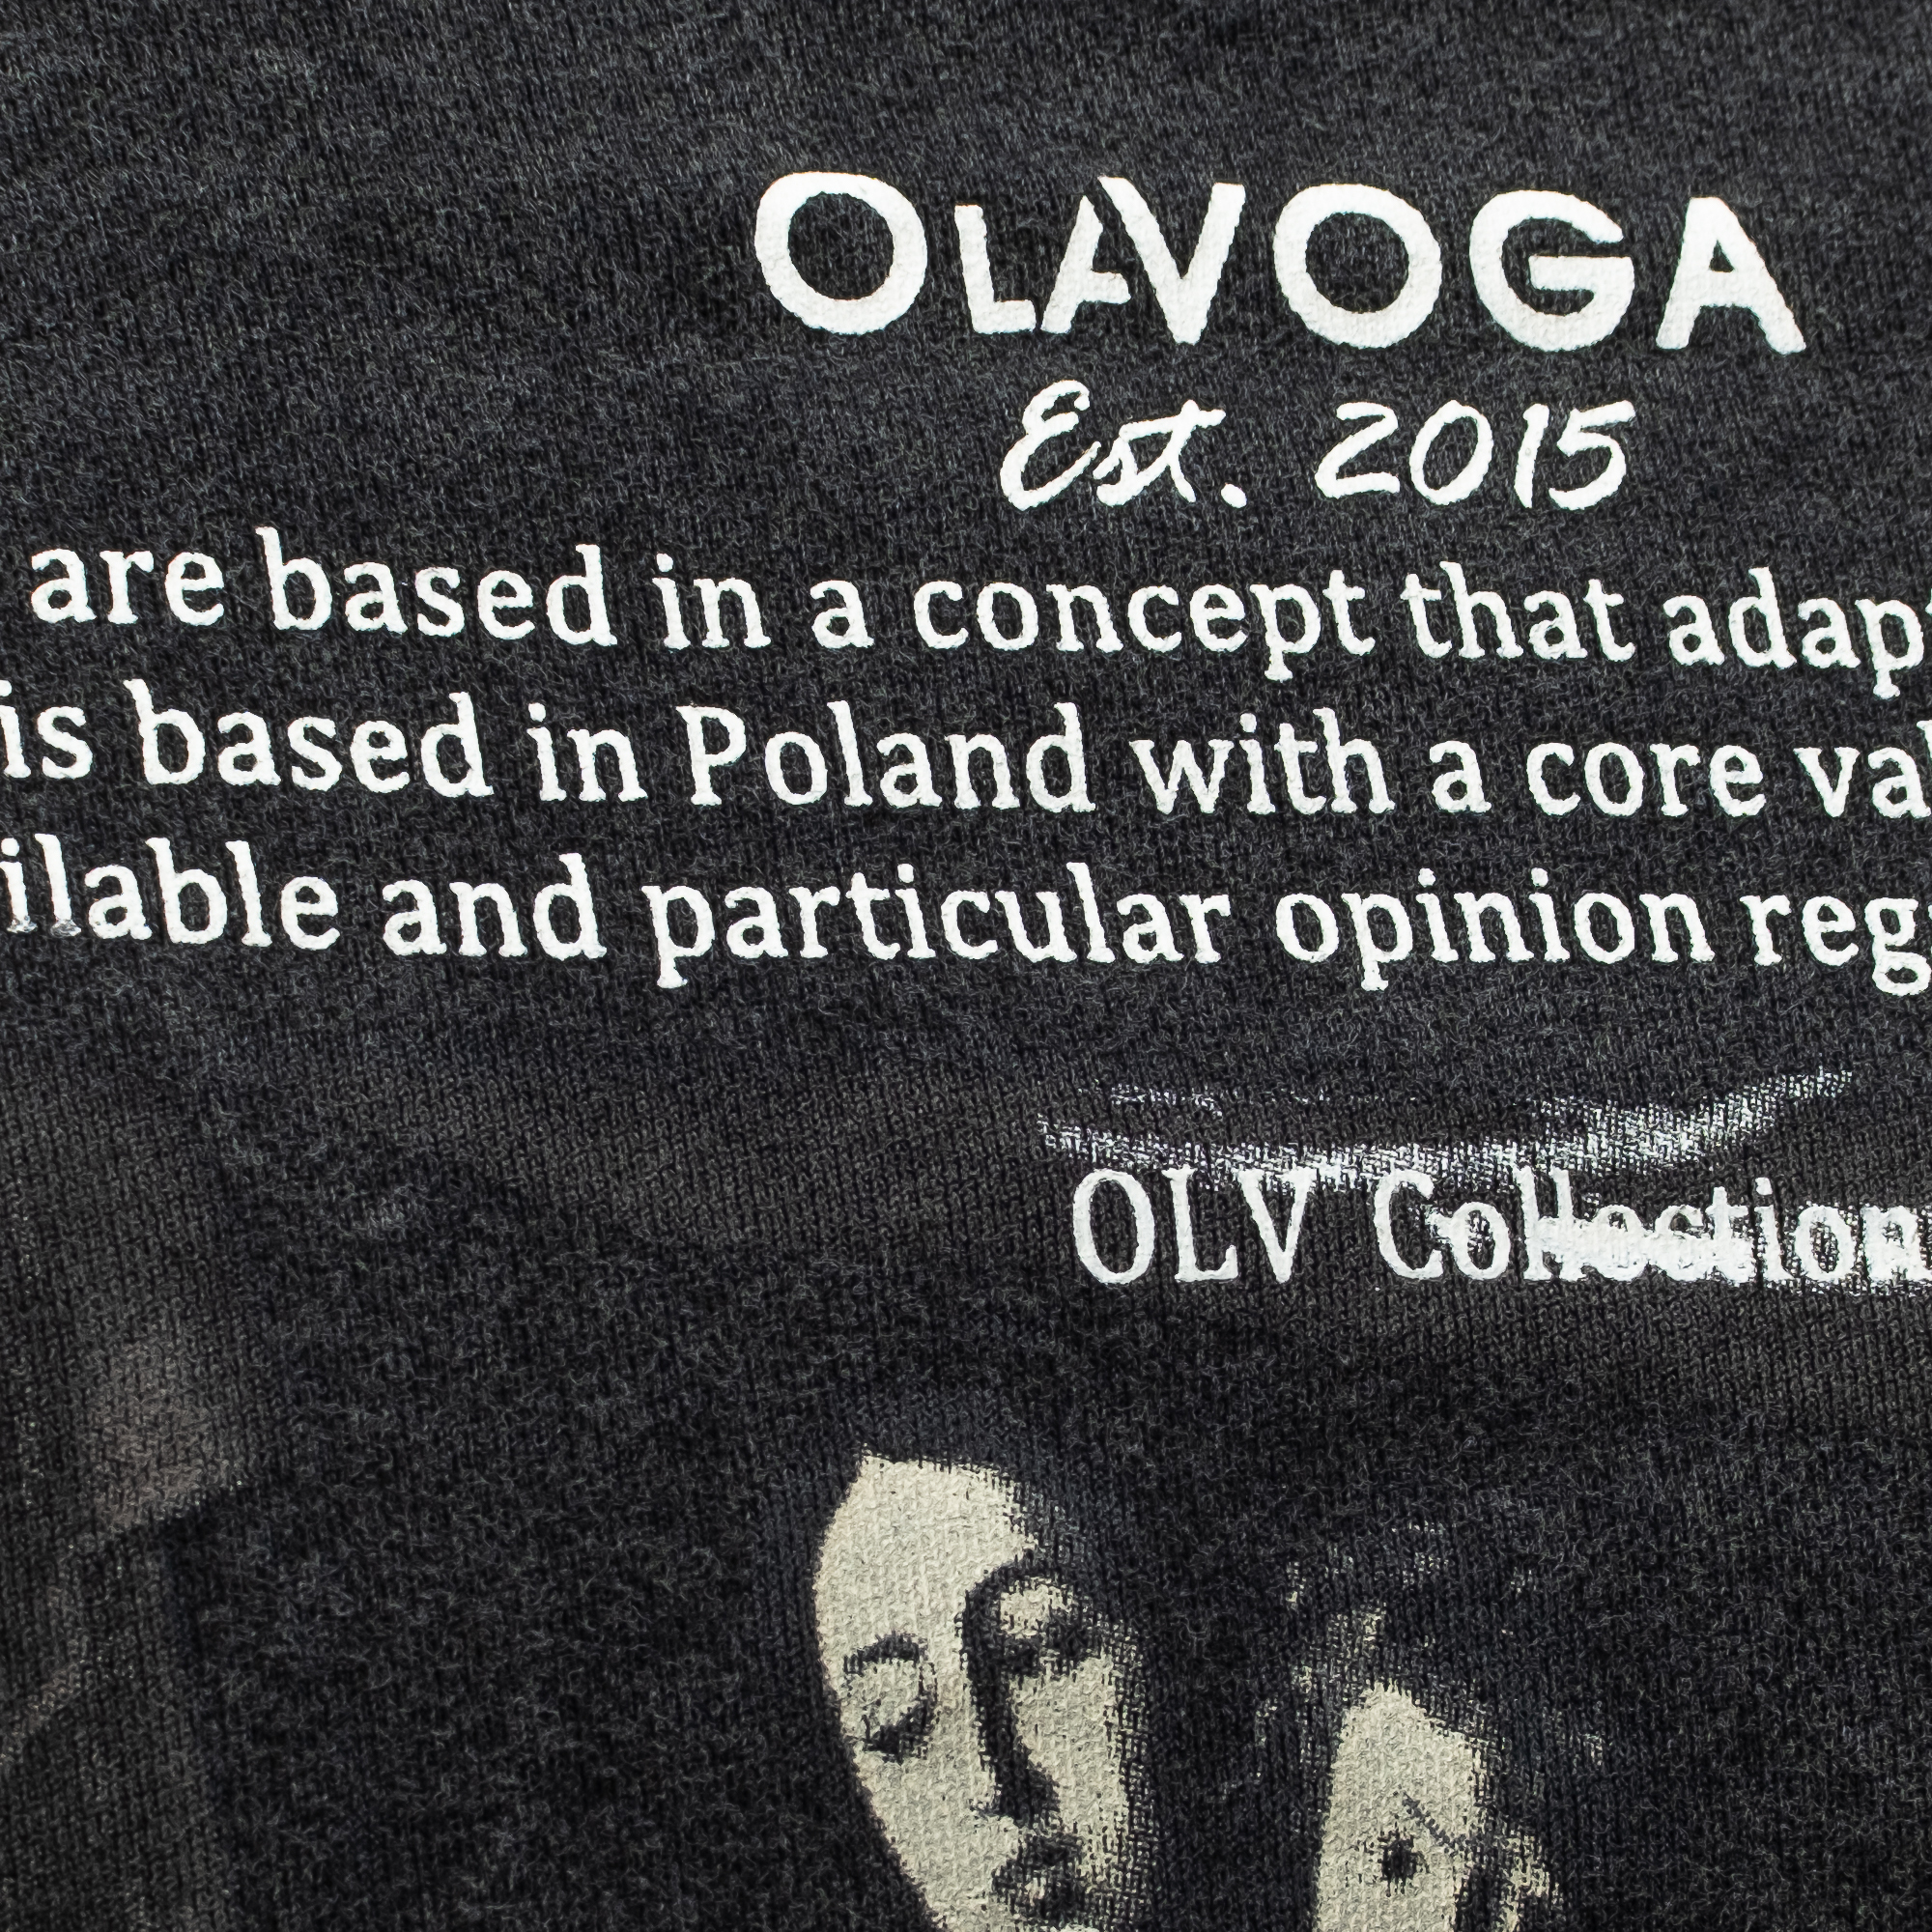 OLAVOGA
Est. 2015
are based in a concept that adap
is based in Poland with a core val
ilable and particular opinion reg
OLV Collection